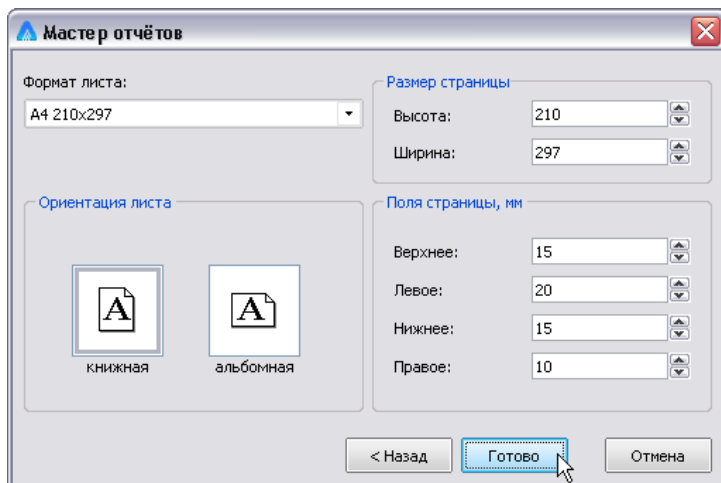 Мастер отчётов
Формат листа:
A4 210x297
Размер страницы
Высота: 210
Ширина: 297
Ориентация листа
A
A
книжная альбомная
Поля страницы, мм
Верхнее: 15
Левое: 20
Нижнее: 15
Правое: 10
< Назад Готово Отмена